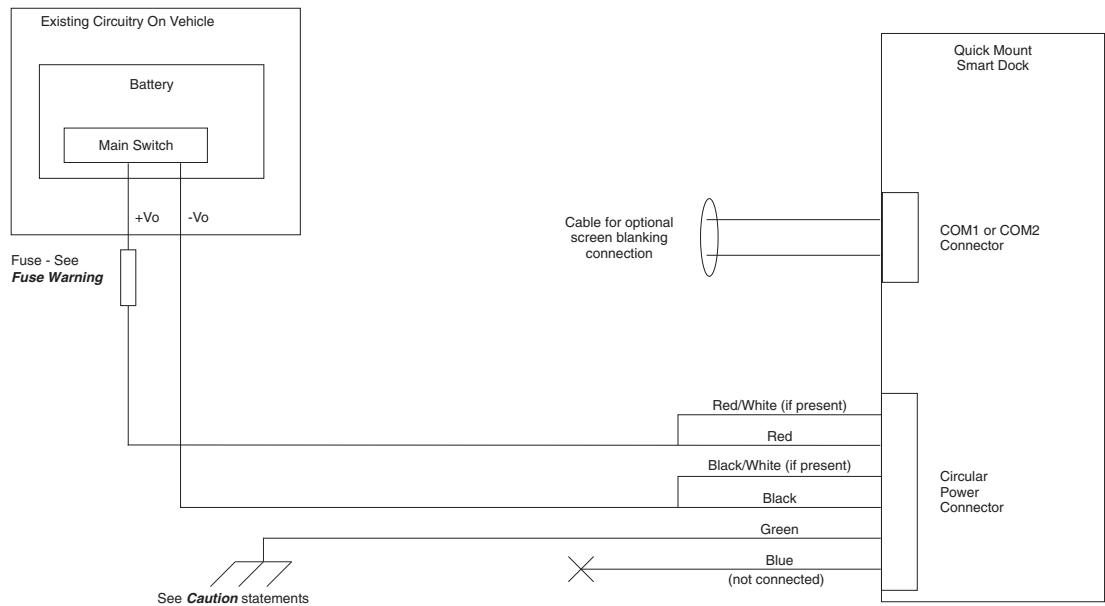 Existing Circuitry On Vehicle
Battery
Main Switch
+Vo
-Vo
Fuse - See
Fuse Warning
Quick Mount
Smart Dock
Cable for optional
screen blanking
connection
COM1 or COM2
Connector
Red/White (if present)
Red
Black/White (if present)
Black
Green
Blue
(not connected)
Circular
Power
Connector
See Caution statements